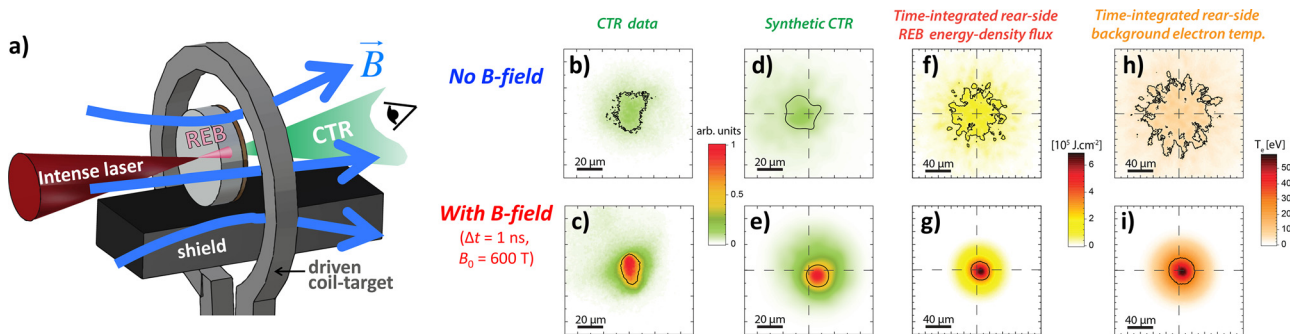 a)
B
REB
CTR
Intense laser
shield
driven
coil-target
CTR data
Synthetic CTR
Time-integrated rear-side
REB energy-density flux
Time-integrated rear-side
background electron temp.
No B-field
b)
20 µm
d)
20 µm
f)
40 µm
h)
40 µm
arb. units
1
0.5
0
[10⁵ J.cm⁻²]
6
5
4
3
2
1
0
Tₑ [eV]
50
40
30
20
10
0
With B-field
(Δt = 1 ns,
B₀ = 600 T)
c)
20 µm
e)
20 µm
g)
40 µm
i)
40 µm